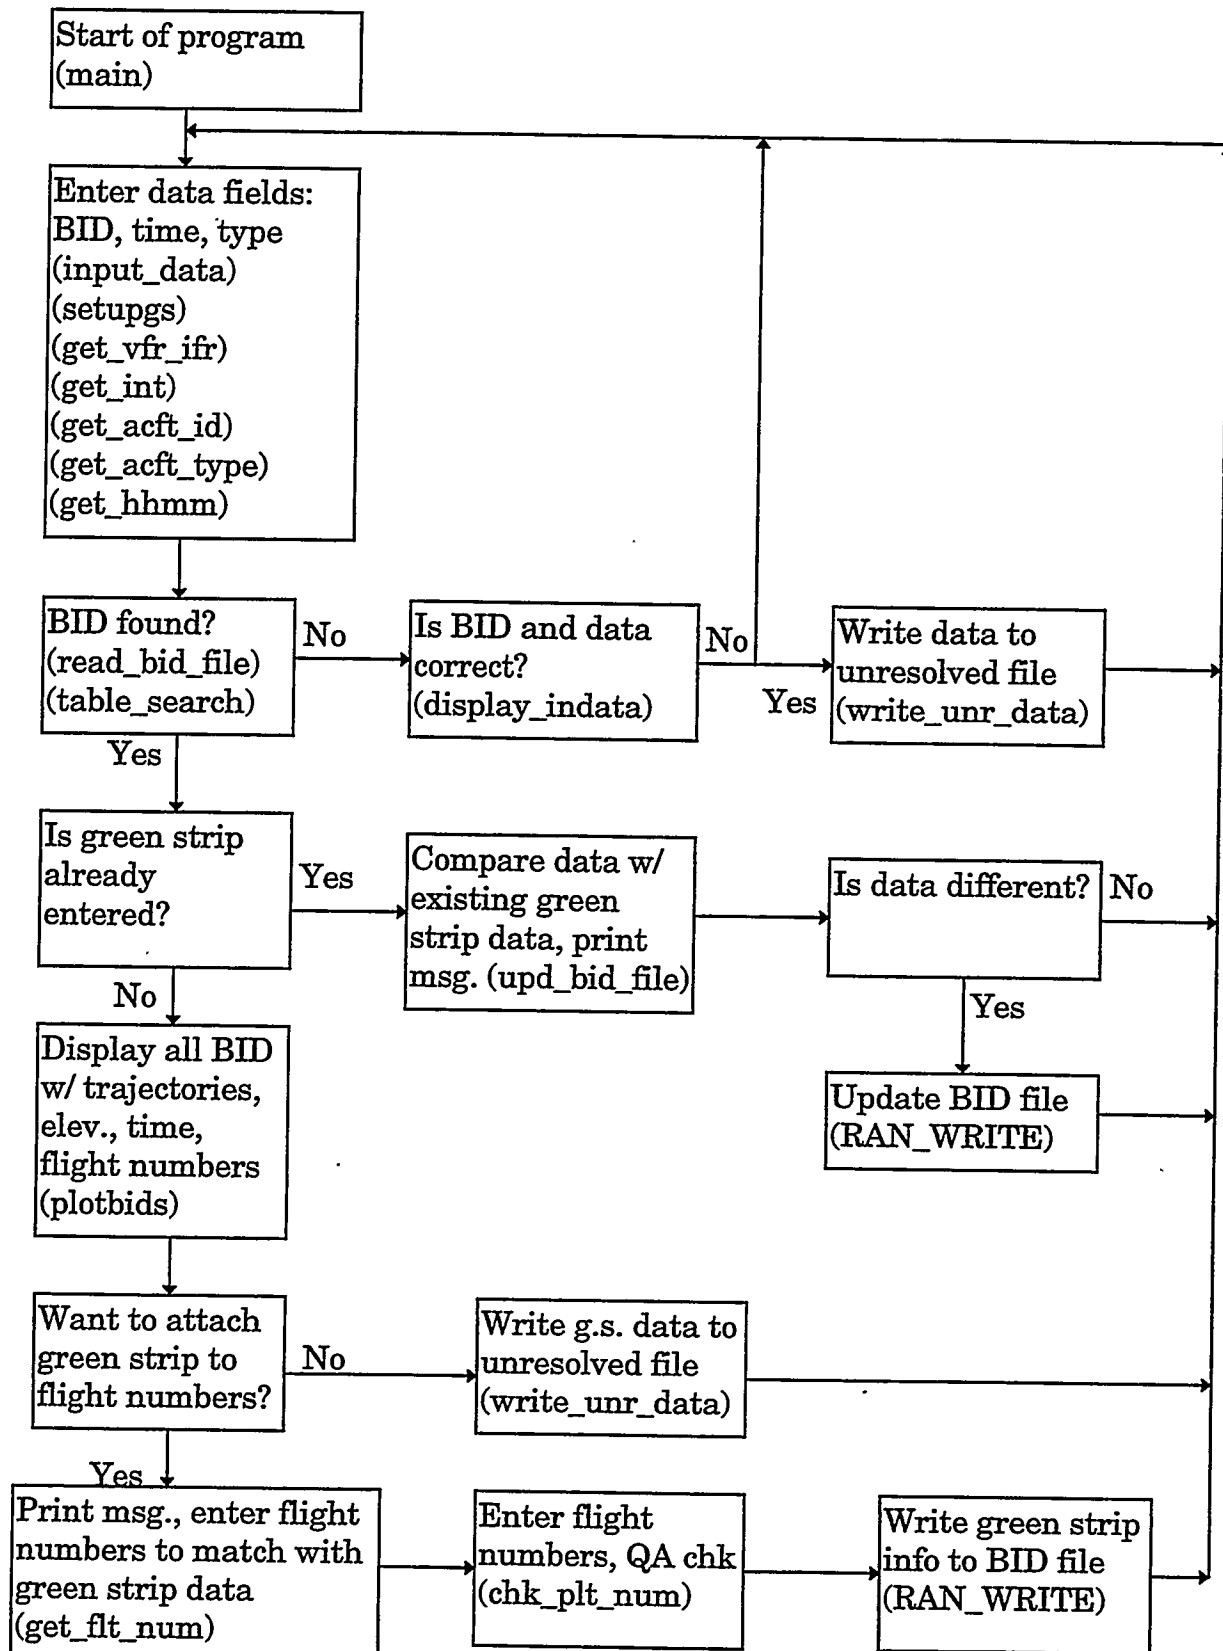 Start of program
(main)
Enter data fields:
BID, time, type
(input_data)
(setupgs)
(get_vfr_ifr)
(get_int)
(get_acft_id)
(get_acft_type)
(get_hhmm)
BID found?
(read_bid_file)
(table_search)
No
Is BID and data
correct?
(display_indata)
No
Yes
Write data to
unresolved file
(write_unr_data)
Yes
Is green strip
already
entered?
Yes
Compare data w/
existing green
strip data, print
msg. (upd_bid_file)
Is data different?
No
Yes
Update BID file
(RAN_WRITE)
No
Display all BID
w/ trajectories,
elev., time,
flight numbers
(plotbids)
Want to attach
green strip to
flight numbers?
No
Write g.s. data to
unresolved file
(write_unr_data)
Yes
Print msg., enter flight
numbers to match with
green strip data
(get_flt_num)
Enter flight
numbers, QA chk
(chk_plt_num)
Write green strip
info to BID file
(RAN_WRITE)